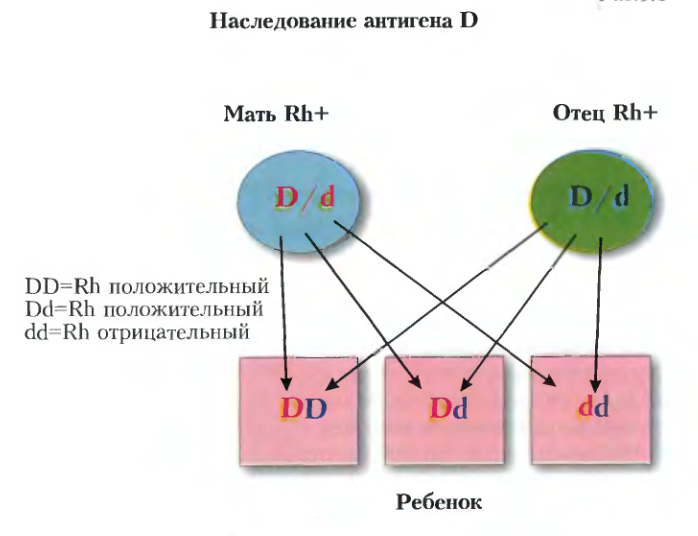 Наследование антигена D
Мать Rh+
Отец Rh+
D/d
D/d
DD=Rh положительный
Dd=Rh положительный
dd=Rh отрицательный
DD
Dd
dd
Ребенок